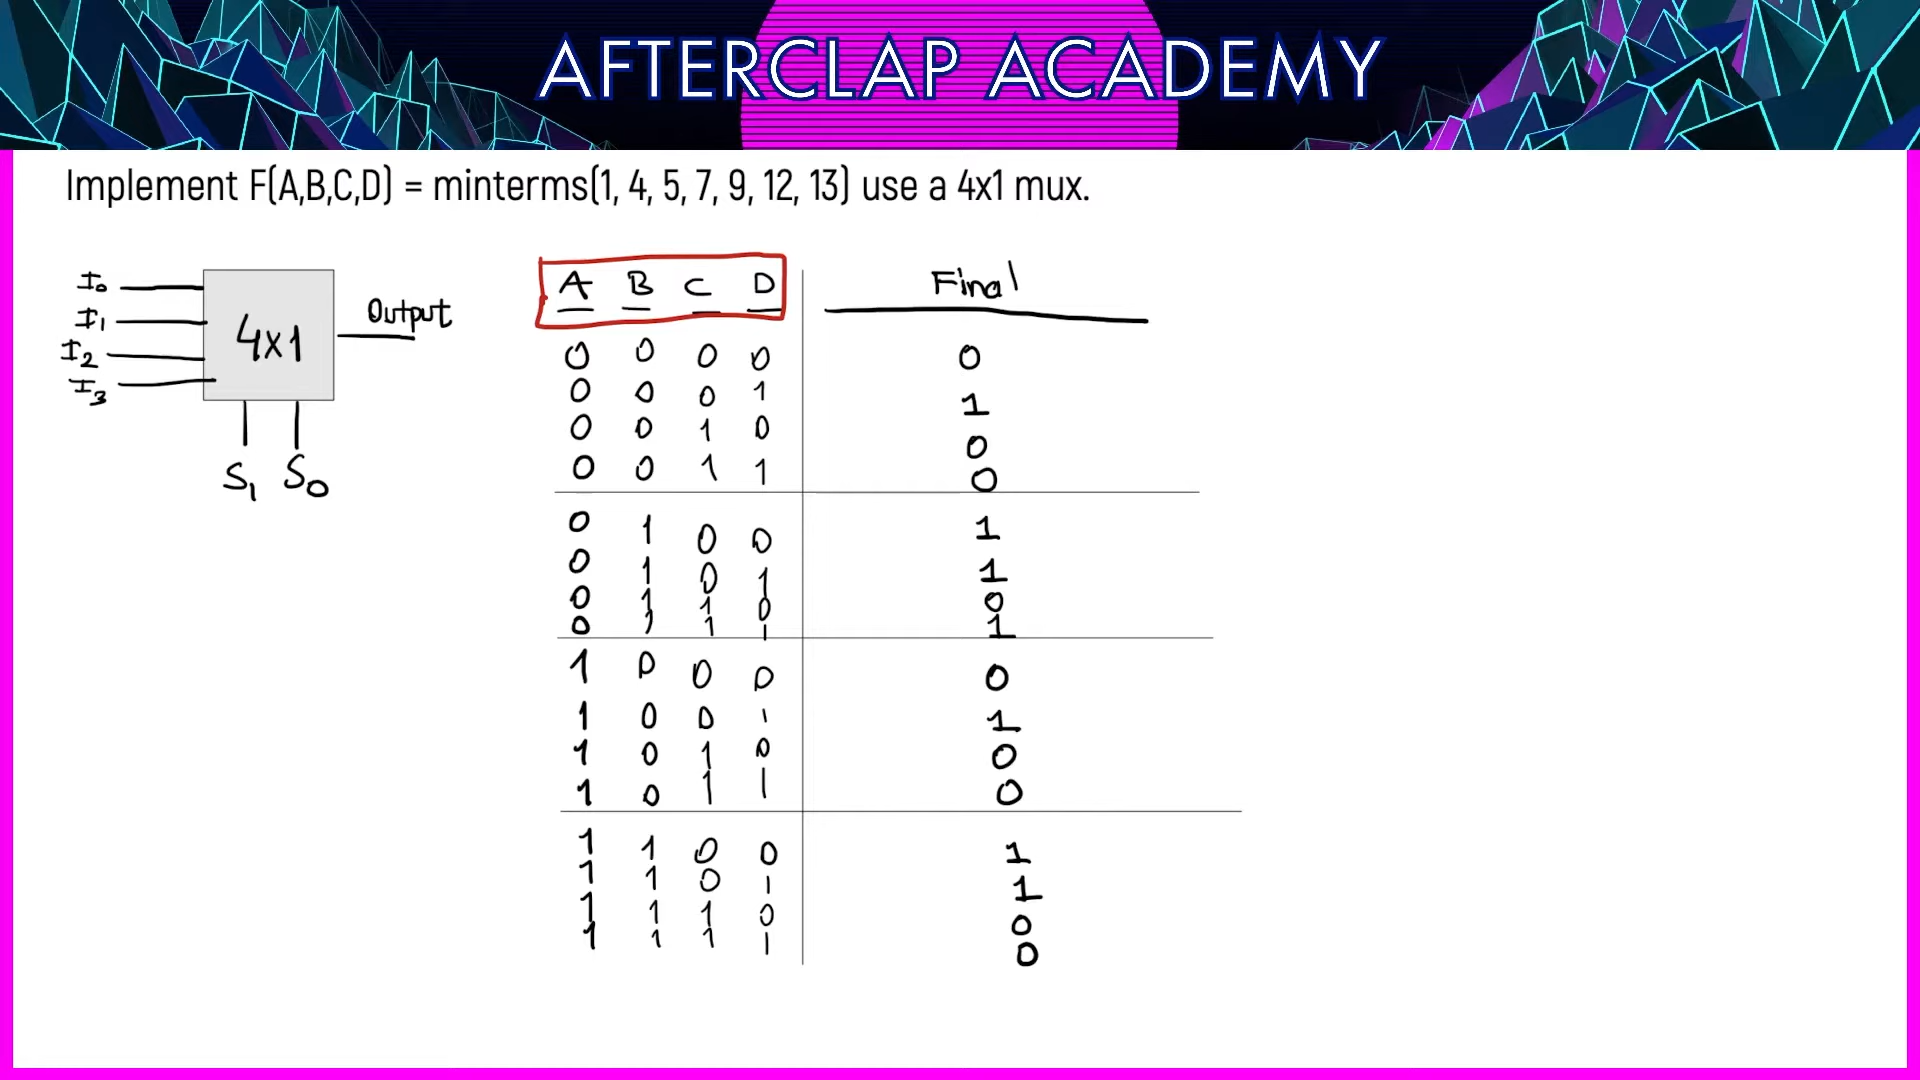 AFTERCLAP ACADEMY
Implement F(A,B,C,D) = minterms(1, 4, 5, 7, 9, 12, 13) use a 4x1 mux.
I0
I1
I2
I3
4x1
Output
S1 S0
A B C D Final
0 0 0 0 0
0 0 0 1 1
0 0 1 0 0
0 0 1 1 0
0 1 0 0 1
0 1 0 1 1
0 1 1 0 0
0 1 1 1 1
1 0 0 0 0
1 0 0 1 1
1 0 1 0 0
1 0 1 1 0
1 1 0 0 1
1 1 0 1 1
1 1 1 0 0
1 1 1 1 0